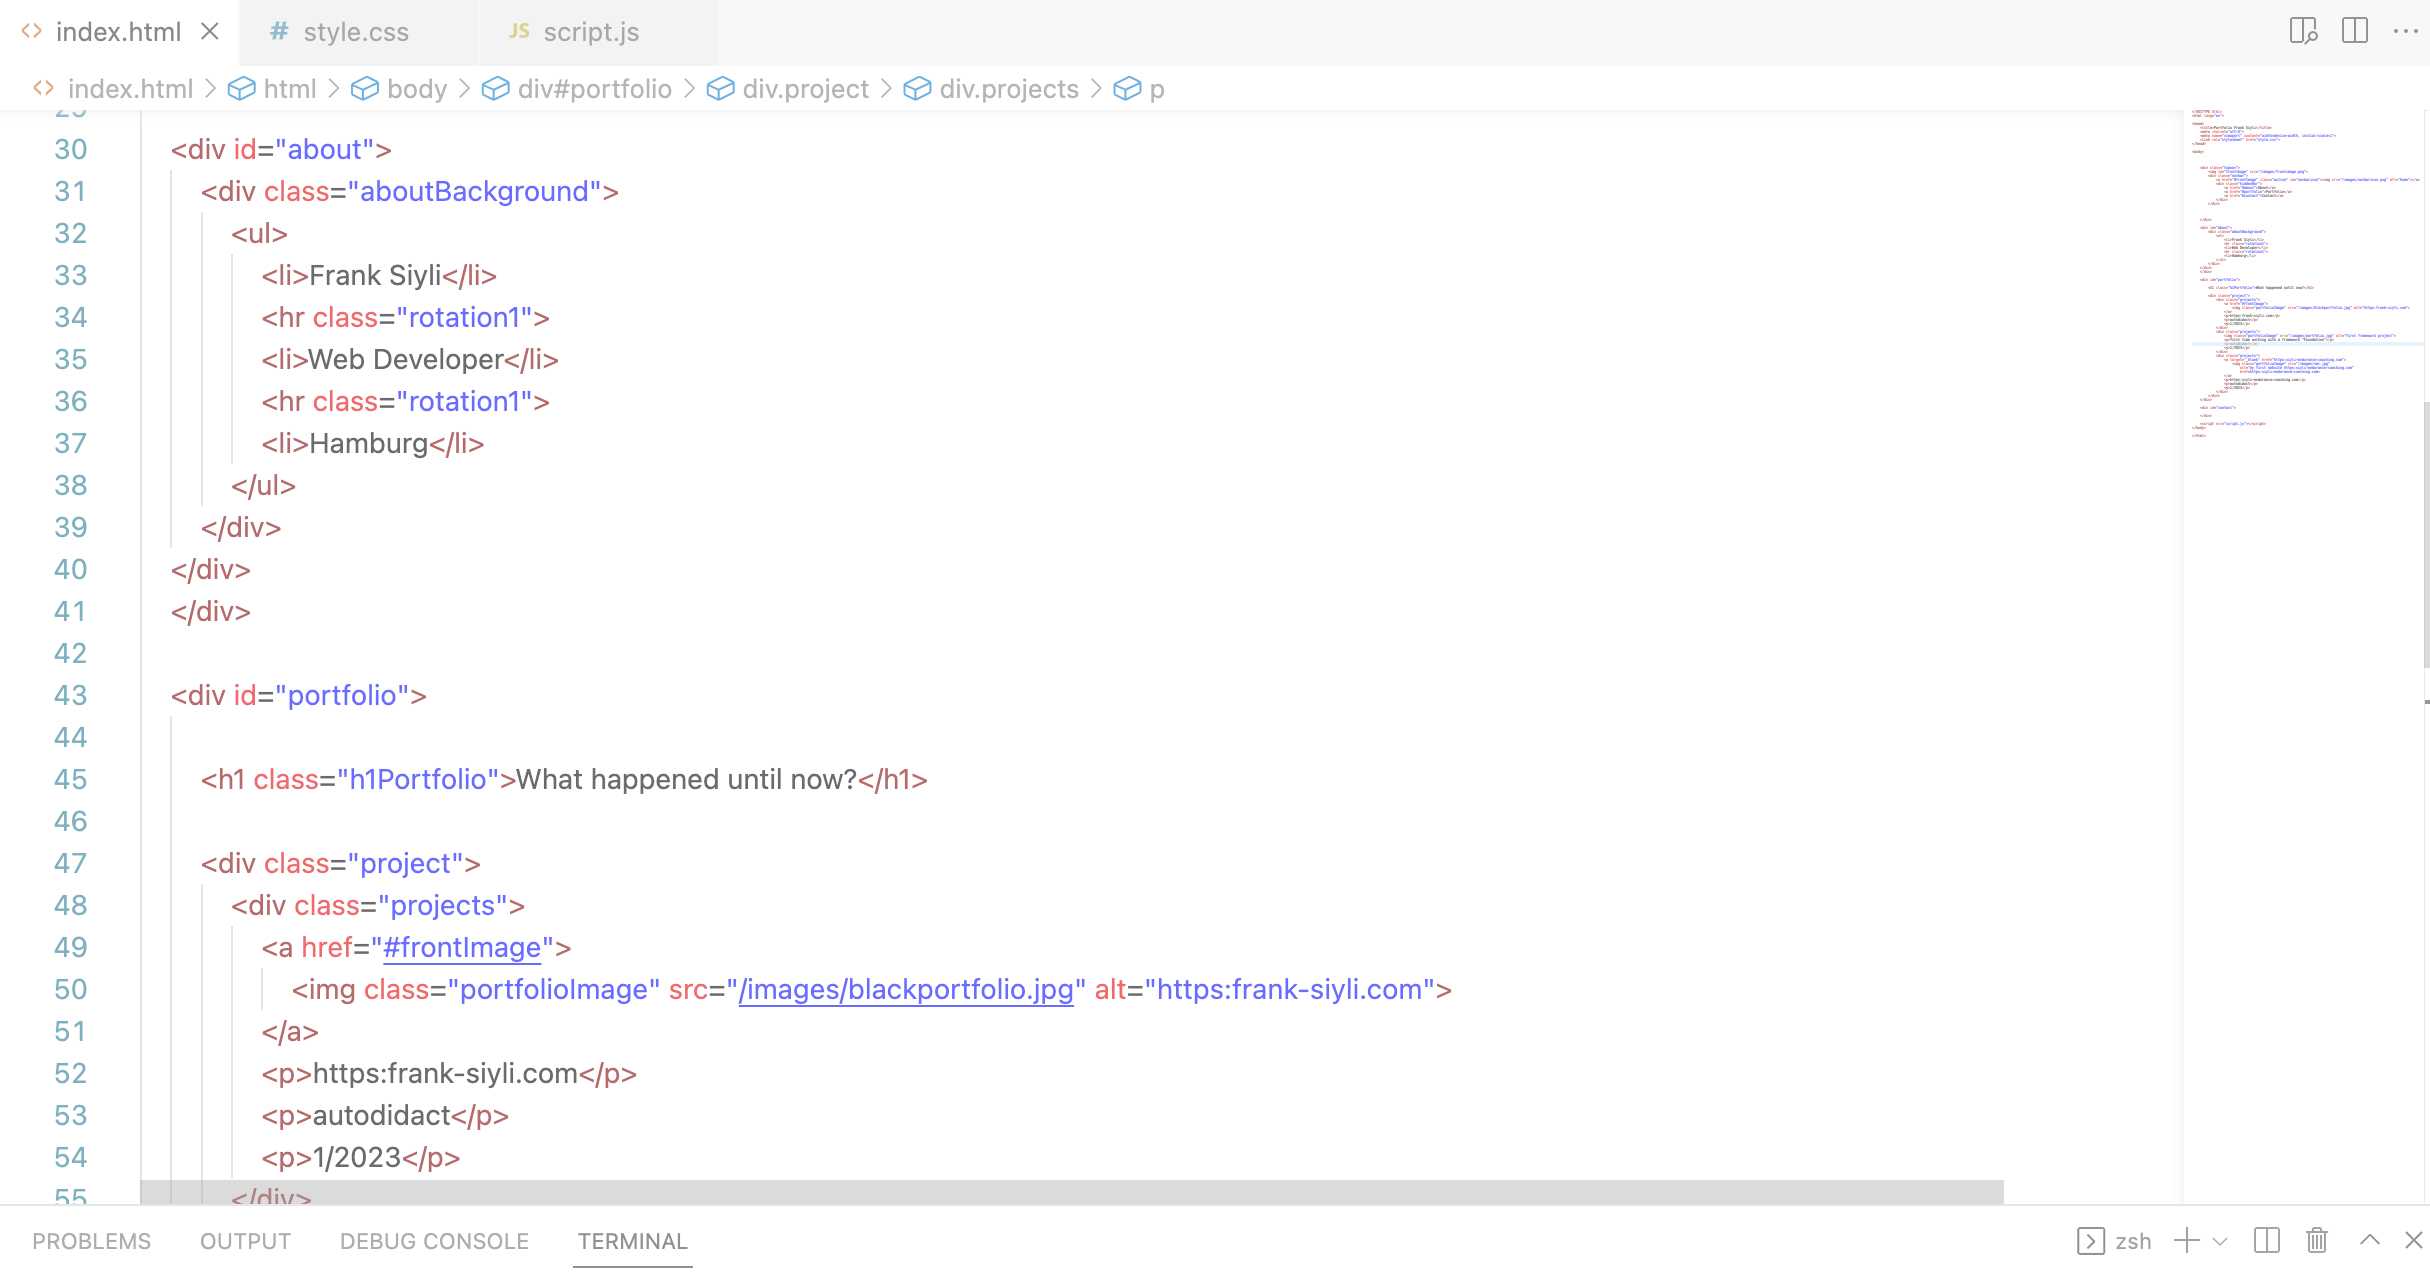 index.html
style.css
JS script.js
index.html > html > body > div#portfolio > div.project > div.projects > p
30 <div id="about">
31 <div class="aboutBackground">
32 <ul>
33 <li>Frank Siyli</li>
34 <hr class="rotation1">
35 <li>Web Developer</li>
36 <hr class="rotation1">
37 <li>Hamburg</li>
38 </ul>
39 </div>
40 </div>
41 </div>
42
43 <div id="portfolio">
44
45 <h1 class="h1Portfolio">What happened until now?</h1>
46
47 <div class="project">
48 <div class="projects">
49 <a href="#frontImage">
50 <img class="portfolioImage" src="/images/blackportfolio.jpg" alt="https:frank-siyli.com">
51 </a>
52 <p>https:frank-siyli.com</p>
53 <p>autodidact</p>
54 <p>1/2023</p>
55 </div>
PROBLEMS OUTPUT DEBUG CONSOLE TERMINAL zsh